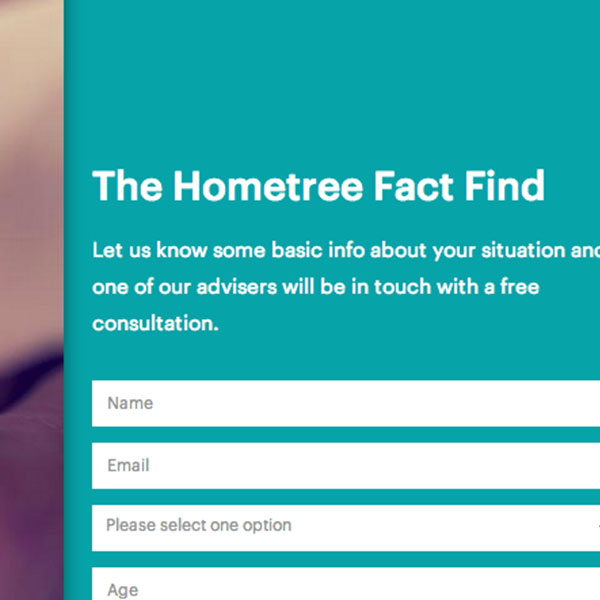 The Hometree Fact Find
Let us know some basic info about your situation and
one of our advisers will be in touch with a free
consultation.
Name
Email
Please select one option
Age